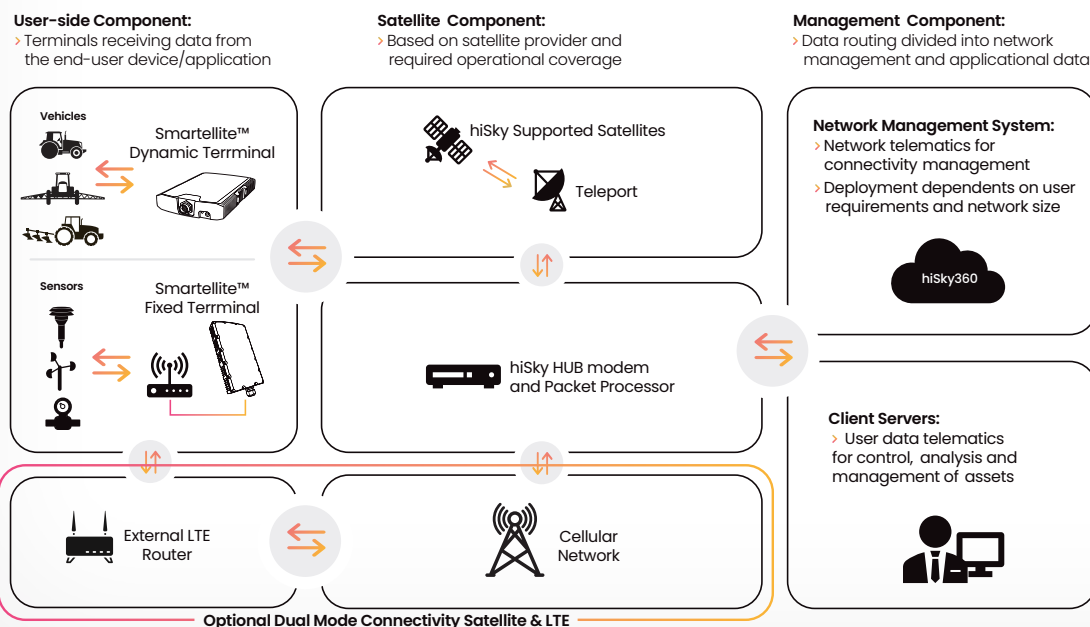 User-side Component:
› Terminals receiving data from
the end-user device/application
Satellite Component:
› Based on satellite provider and
required operational coverage
Management Component:
› Data routing divided into network
management and applicational data
Vehicles
Smartellite™
Dynamic Terrminal
Sensors
Smartellite™
Fixed Terrminal
hiSky Supported Satellites
Teleport
hiSky HUB modem
and Packet Processor
Network Management System:
› Network telematics for
connectivity management
› Deployment dependents on user
requirements and network size
hiSky360
Client Servers:
› User data telematics
for control, analysis and
management of assets
External LTE
Router
Cellular
Network
Optional Dual Mode Connectivity Satellite & LTE